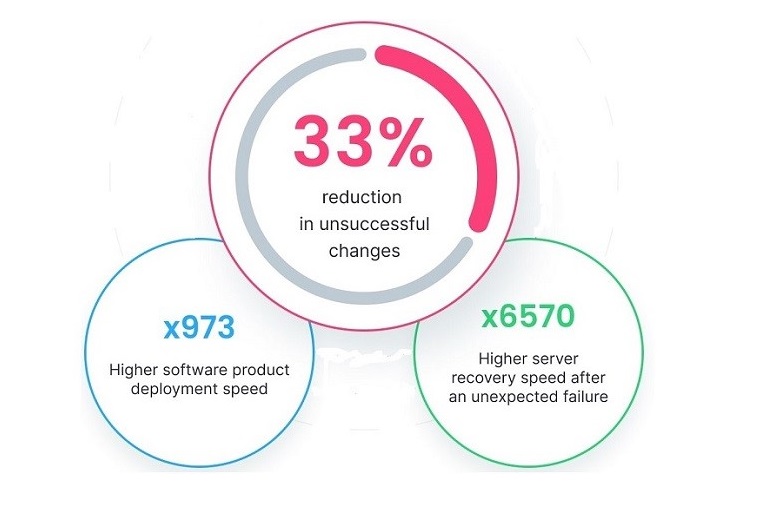 33%
reduction
in unsuccessful
changes
x973
Higher software product
deployment speed
x6570
Higher server
recovery speed after
an unexpected failure